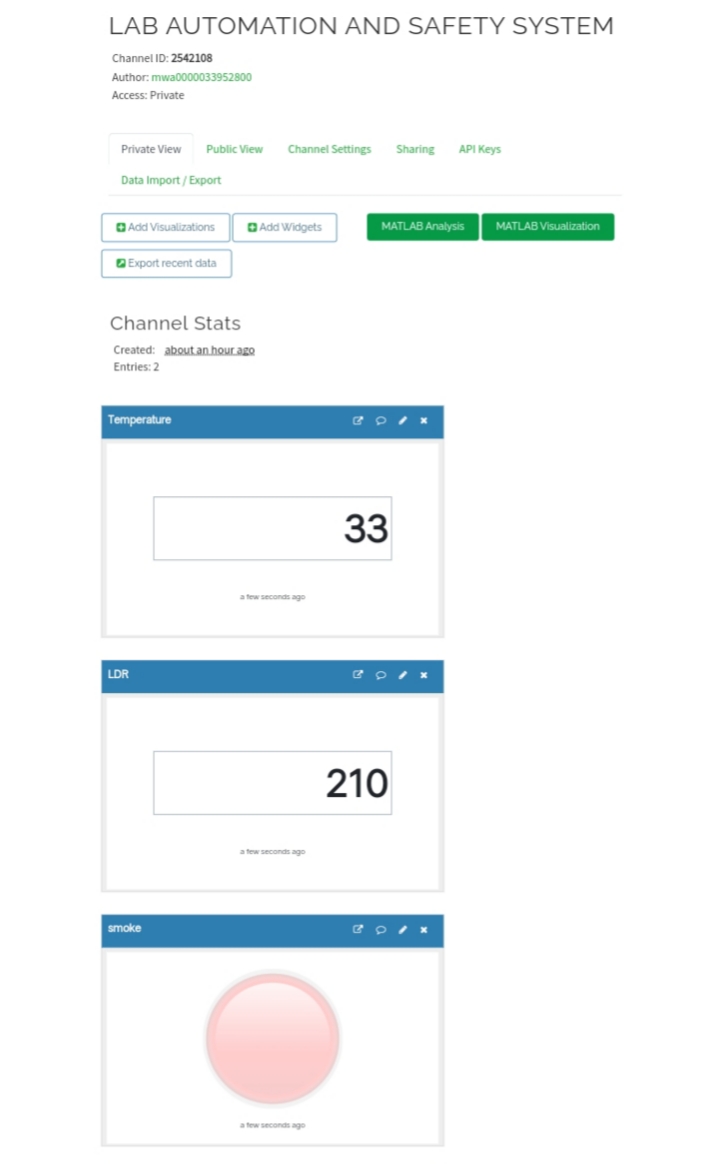 LAB AUTOMATION AND SAFETY SYSTEM
Channel ID: 2542108
Author: mwa0000033952800
Access: Private
Private View Public View Channel Settings Sharing API Keys
Data Import / Export
Add Visualizations Add Widgets MATLAB Analysis MATLAB Visualization
Export recent data
Channel Stats
Created: about an hour ago
Entries: 2
Temperature
33
a few seconds ago
LDR
210
a few seconds ago
smoke
a few seconds ago